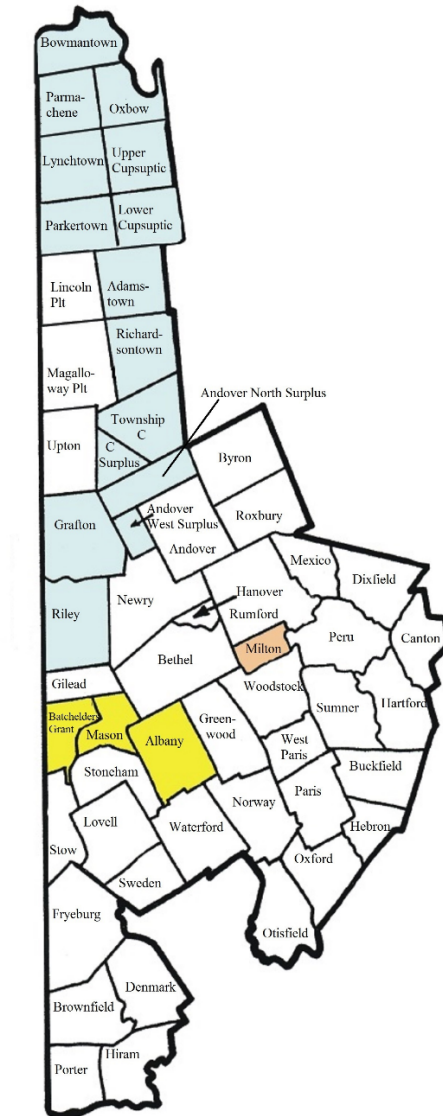 Bowmantown
Parma-
chene
Oxbow
Lynchtown
Upper
Cupsuptic
Parkertown
Lower
Cupsuptic
Lincoln
Plt
Adams-
town
Richard-
sontown
Magallo-
way Plt
Andover North Surplus
Township
C
Upton
C
Surplus
Byron
Andover
West Surplus
Roxbury
Grafton
Andover
Mexico
Dixfield
Newry
Hanover
Riley
Rumford
Peru
Canton
Milton
Bethel
Gilead
Woodstock
Hartford
Batchelders
Grant
Mason
Albany
Green-
wood
Sumner
West
Paris
Stoneham
Buckfield
Paris
Norway
Lovell
Waterford
Hebron
Stow
Oxford
Sweden
Fryeburg
Otisfield
Denmark
Brownfield
Hiram
Porter